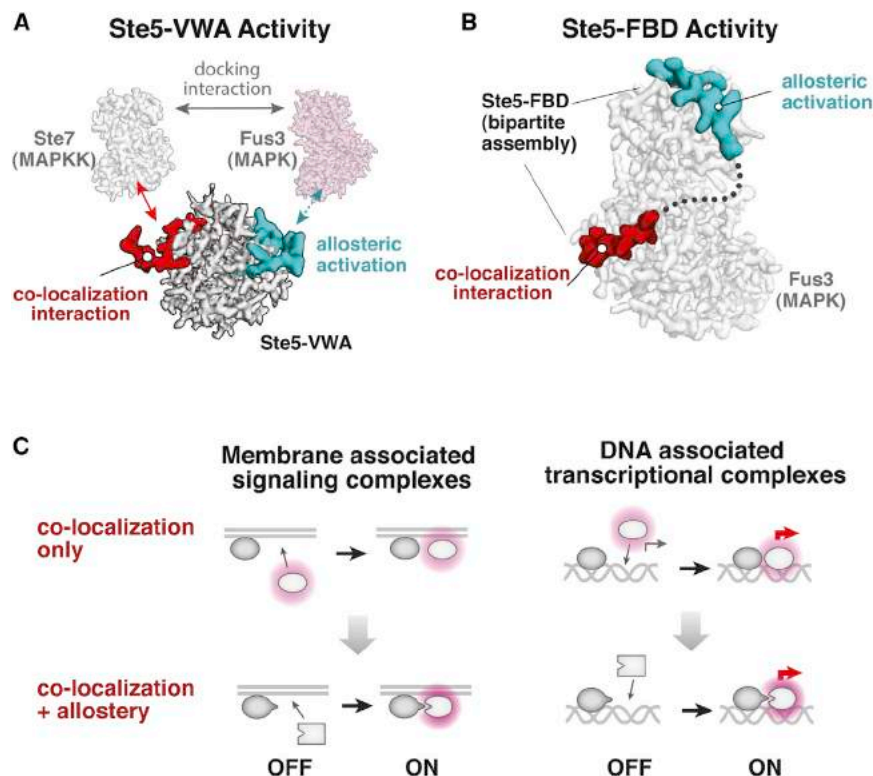 A
Ste5-VWA Activity
docking
interaction
Ste7
(MAPKK)
Fus3
(MAPK)
allosteric
activation
co-localization
interaction
Ste5-VWA
B
Ste5-FBD Activity
allosteric
activation
Ste5-FBD
(bipartite
assembly)
co-localization
interaction
Fus3
(MAPK)
C
Membrane associated
signaling complexes
DNA associated
transcriptional complexes
co-localization
only
co-localization
+ allostery
OFF
ON
OFF
ON